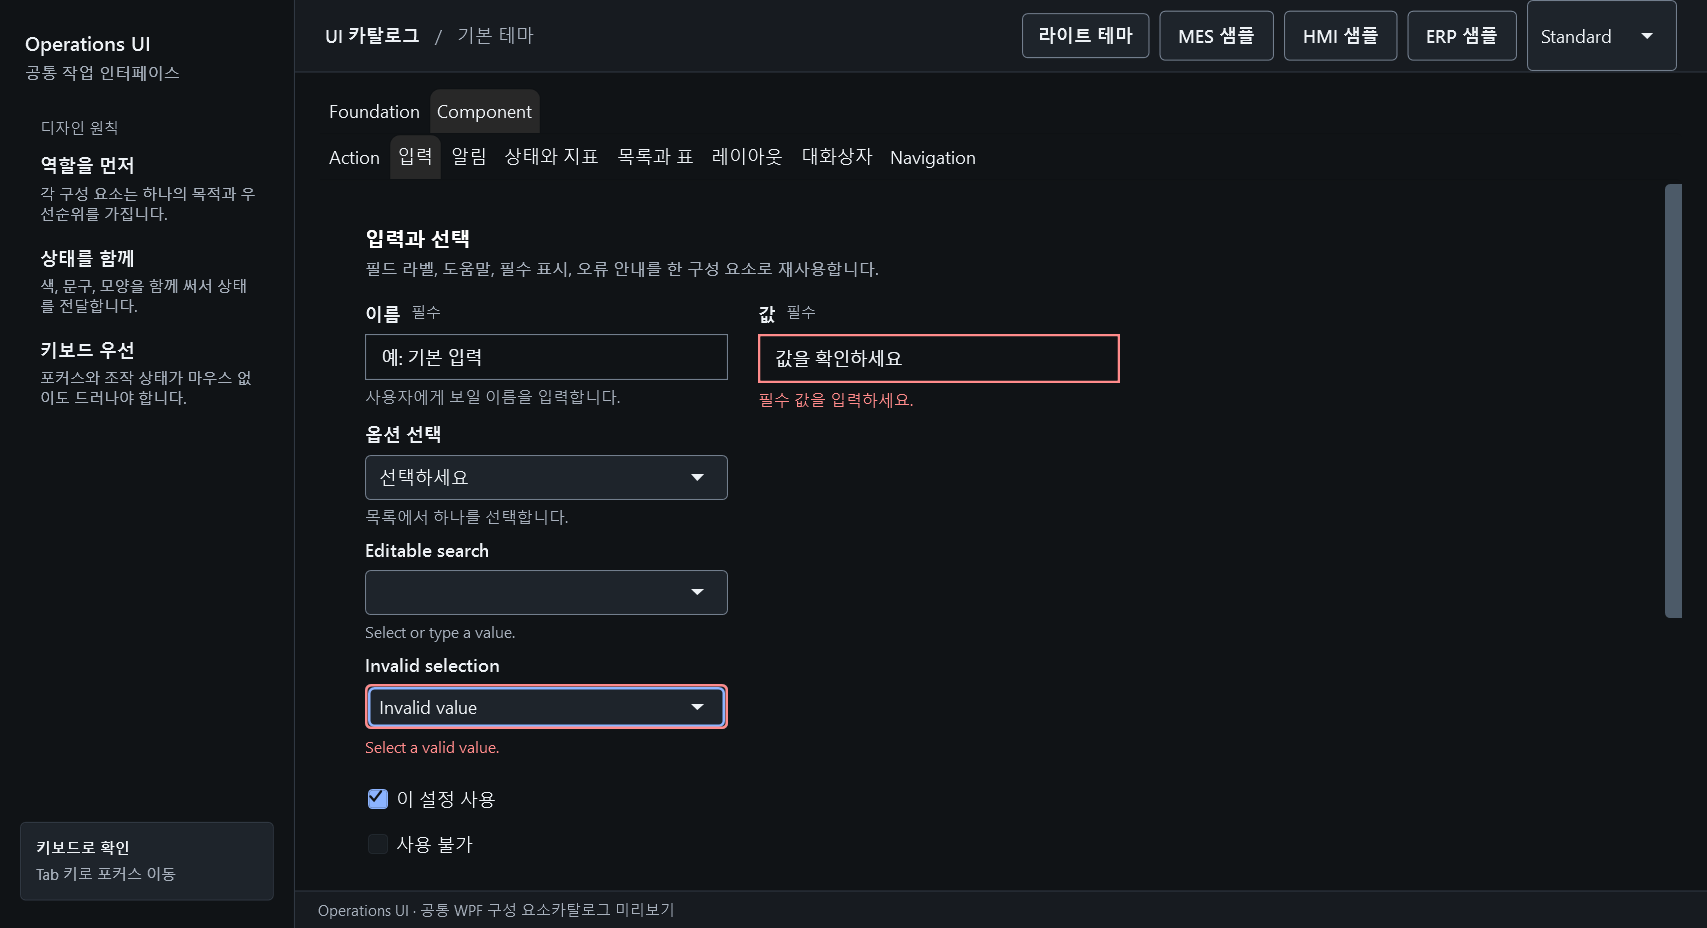 Operations UI
공통 작업 인터페이스
디자인 원칙
역할을 먼저
각 구성 요소는 하나의 목적과 우
선순위를 가집니다.
상태를 함께
색, 문구, 모양을 함께 써서 상태
를 전달합니다.
키보드 우선
포커스와 조작 상태가 마우스 없
이도 드러나야 합니다.
키보드로 확인
Tab 키로 포커스 이동
UI 카탈로그 / 기본 테마
라이트 테마 MES 샘플 HMI 샘플 ERP 샘플 Standard
Foundation Component
Action 입력 알림 상태와 지표 목록과 표 레이아웃 대화상자 Navigation
입력과 선택
필드 라벨, 도움말, 필수 표시, 오류 안내를 한 구성 요소로 재사용합니다.
이름 필수
예: 기본 입력
사용자에게 보일 이름을 입력합니다.
값 필수
값을 확인하세요
필수 값을 입력하세요.
옵션 선택
선택하세요
목록에서 하나를 선택합니다.
Editable search
Select or type a value.
Invalid selection
Invalid value
Select a valid value.
이 설정 사용
사용 불가
Operations UI · 공통 WPF 구성 요소카탈로그 미리보기